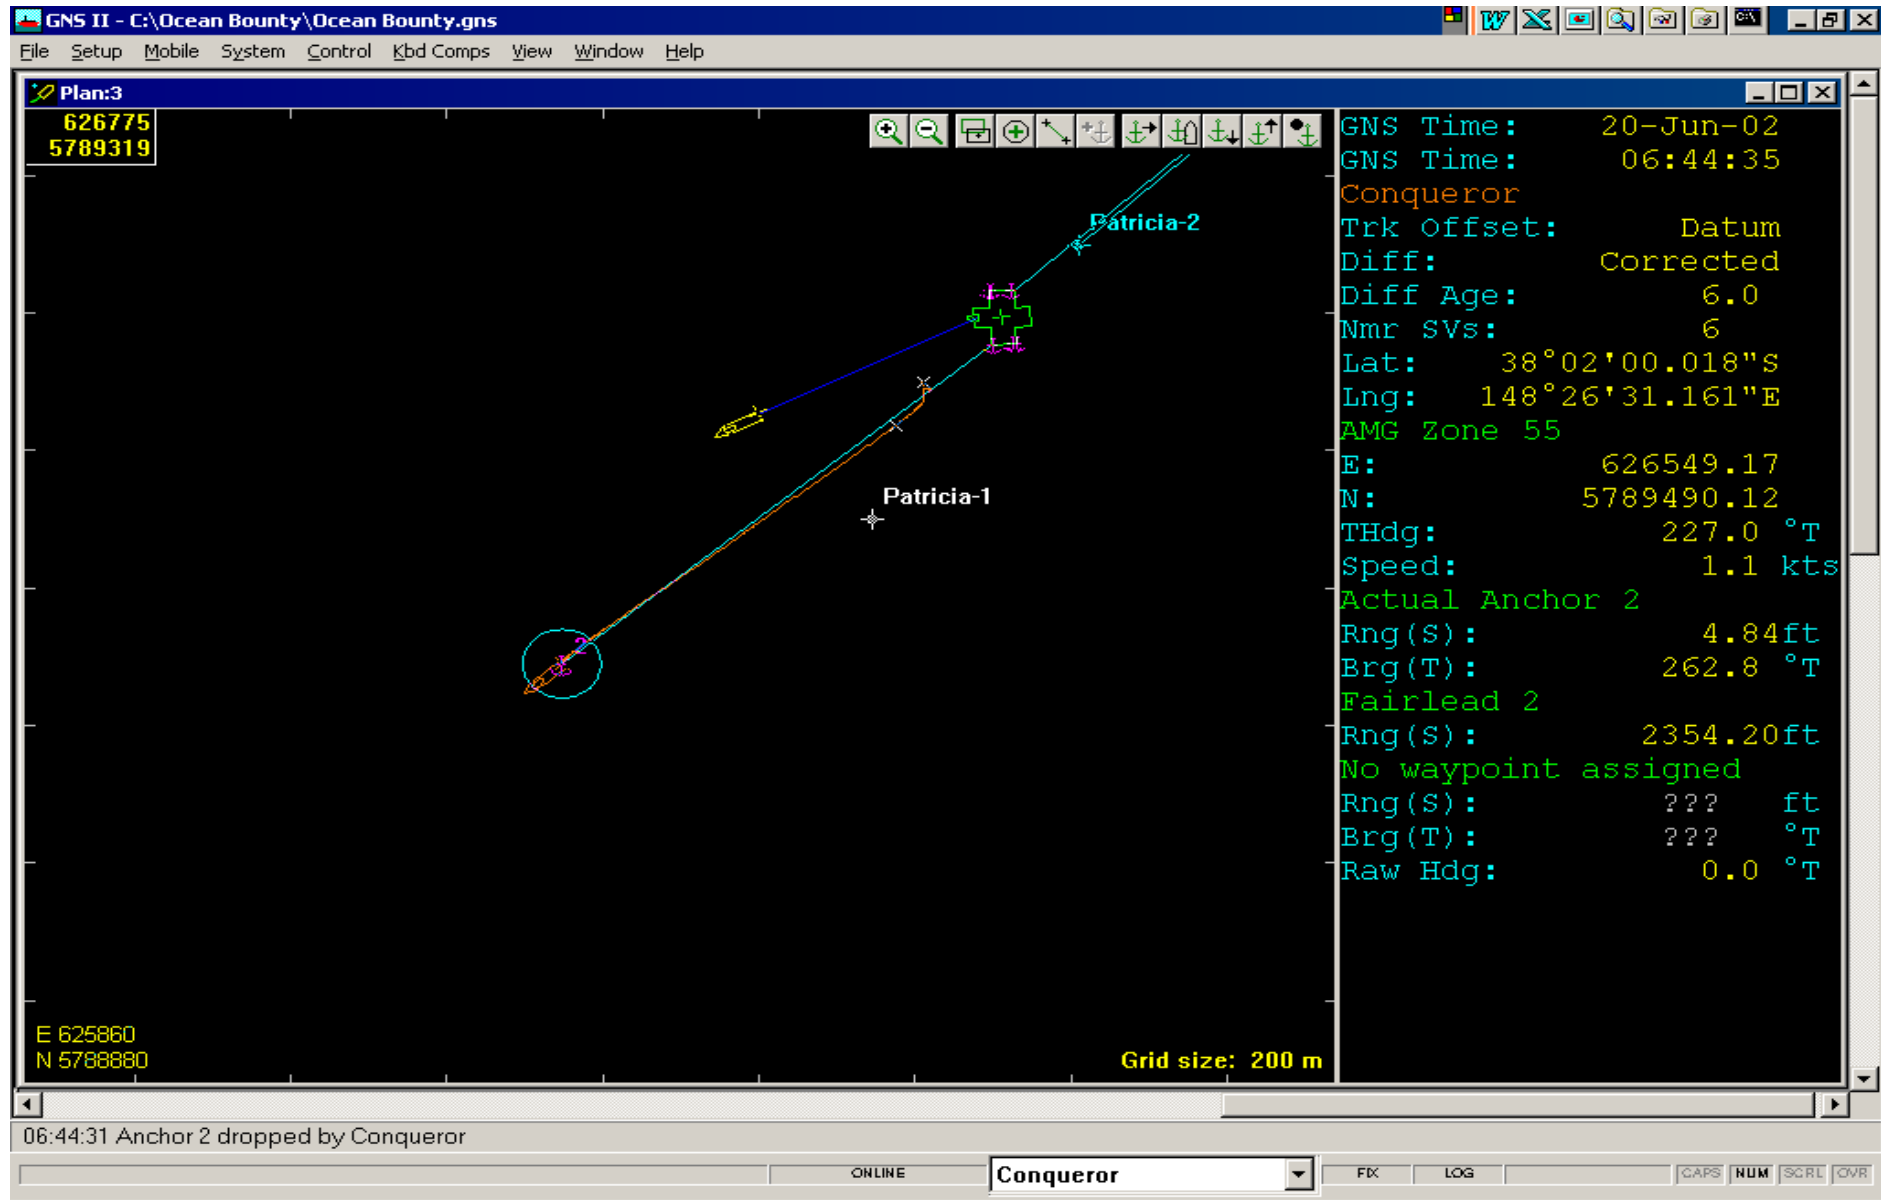 GNS II - C:\Ocean Bounty\Ocean Bounty.gns
File Setup Mobile System Control Kbd Comps View Window Help
Plan:3
626775
5789319
Patricia-2
Patricia-1
2
E 625860
N 5788880
Grid size: 200 m
GNS Time: 20-Jun-02
GNS Time: 06:44:35
Conqueror
Trk Offset: Datum
Diff: Corrected
Diff Age: 6.0
Nmr SVs: 6
Lat: 38°02'00.018"S
Lng: 148°26'31.161"E
AMG Zone 55
E: 626549.17
N: 5789490.12
THdg: 227.0 °T
Speed: 1.1 kts
Actual Anchor 2
Rng(S): 4.84ft
Brg(T): 262.8 °T
Fairlead 2
Rng(S): 2354.20ft
No waypoint assigned
Rng(S): ??? ft
Brg(T): ??? °T
Raw Hdg: 0.0 °T
06:44:31 Anchor 2 dropped by Conqueror
ONLINE Conqueror FIX LOG CAPS NUM SCRL OVR